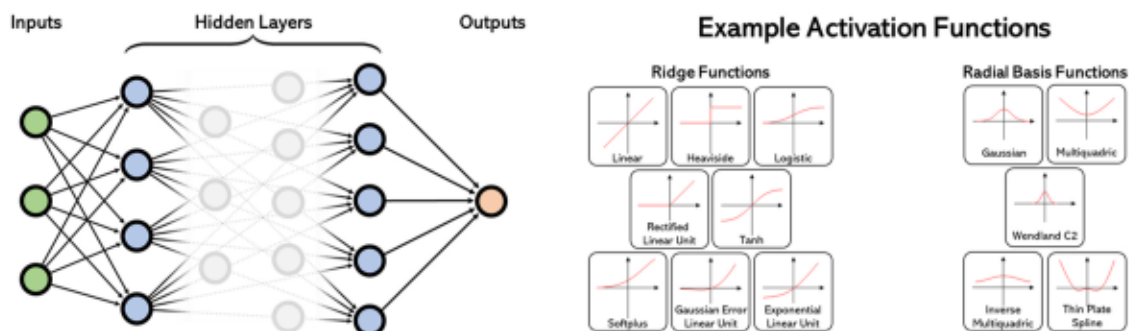 Inputs
Hidden Layers
Outputs
Example Activation Functions
Ridge Functions
Radial Basis Functions
Linear
Heaviside
Logistic
Gaussian
Multiquadric
Rectified
Linear Unit
Tanh
Wendland C2
Softplus
Gaussian Error
Linear Unit
Exponential
Linear Unit
Inverse
Multiquadric
Thin Plate
Spline